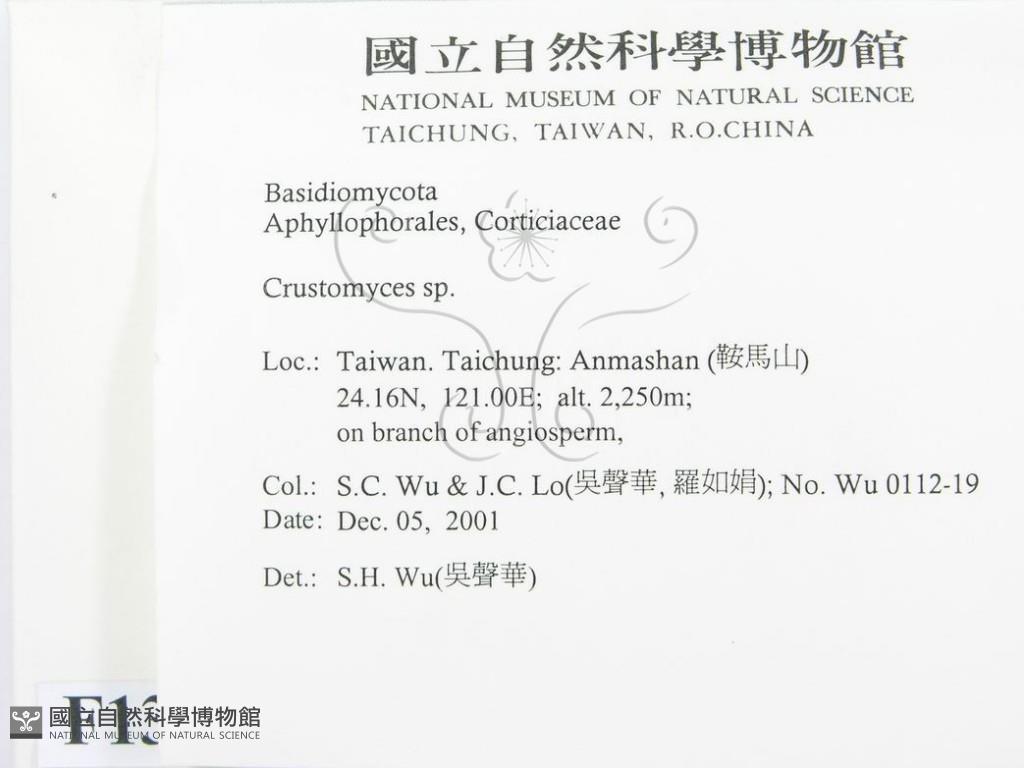 國立自然科學博物館
NATIONAL MUSEUM OF NATURAL SCIENCE
TAICHUNG, TAIWAN, R.O.CHINA
Basidiomycota
Aphyllophorales, Corticiaceae
Crustomyces sp.
Loc.: Taiwan. Taichung: Anmashan (鞍馬山)
24.16N, 121.00E; alt. 2,250m;
on branch of angiosperm,
Col.: S.C. Wu & J.C. Lo(吳聲華, 羅如娟); No. Wu 0112-19
Date: Dec. 05, 2001
Det.: S.H. Wu(吳聲華)
國立自然科學博物館
NATIONAL MUSEUM OF NATURAL SCIENCE